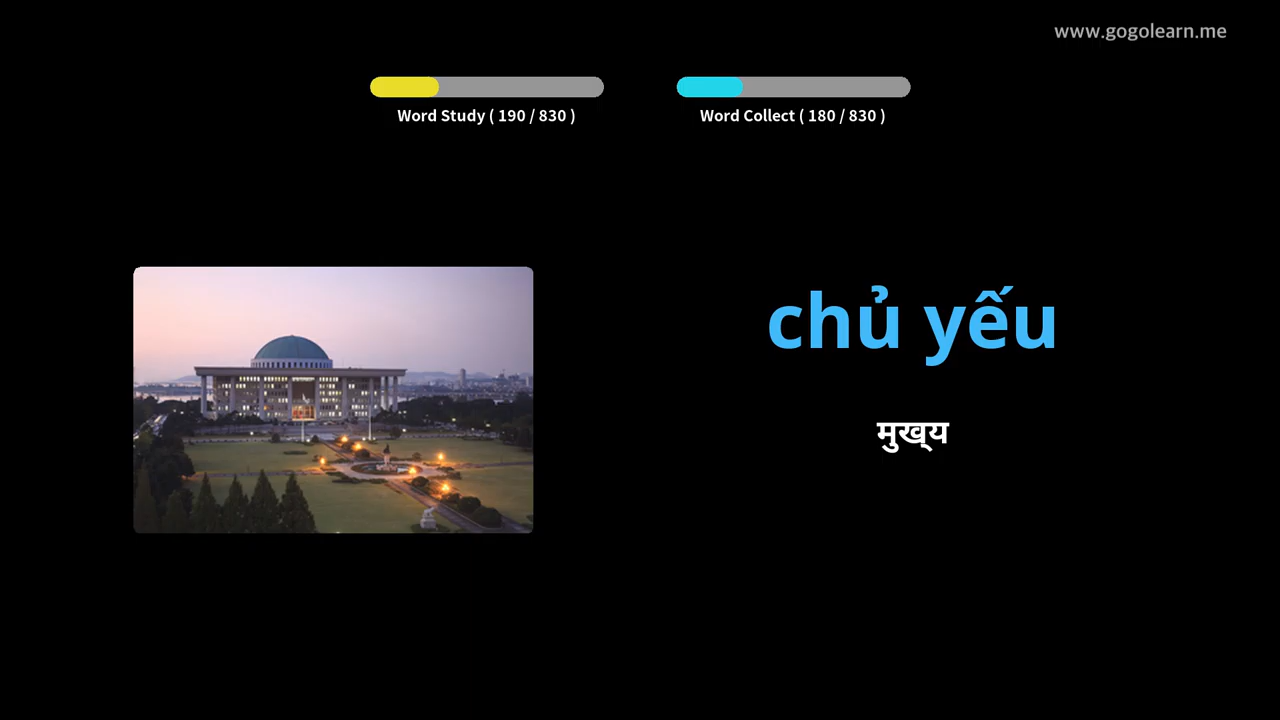 www.gogolearn.me
Word Study ( 190 / 830 )
Word Collect ( 180 / 830 )
chủ yếu
मुख्य